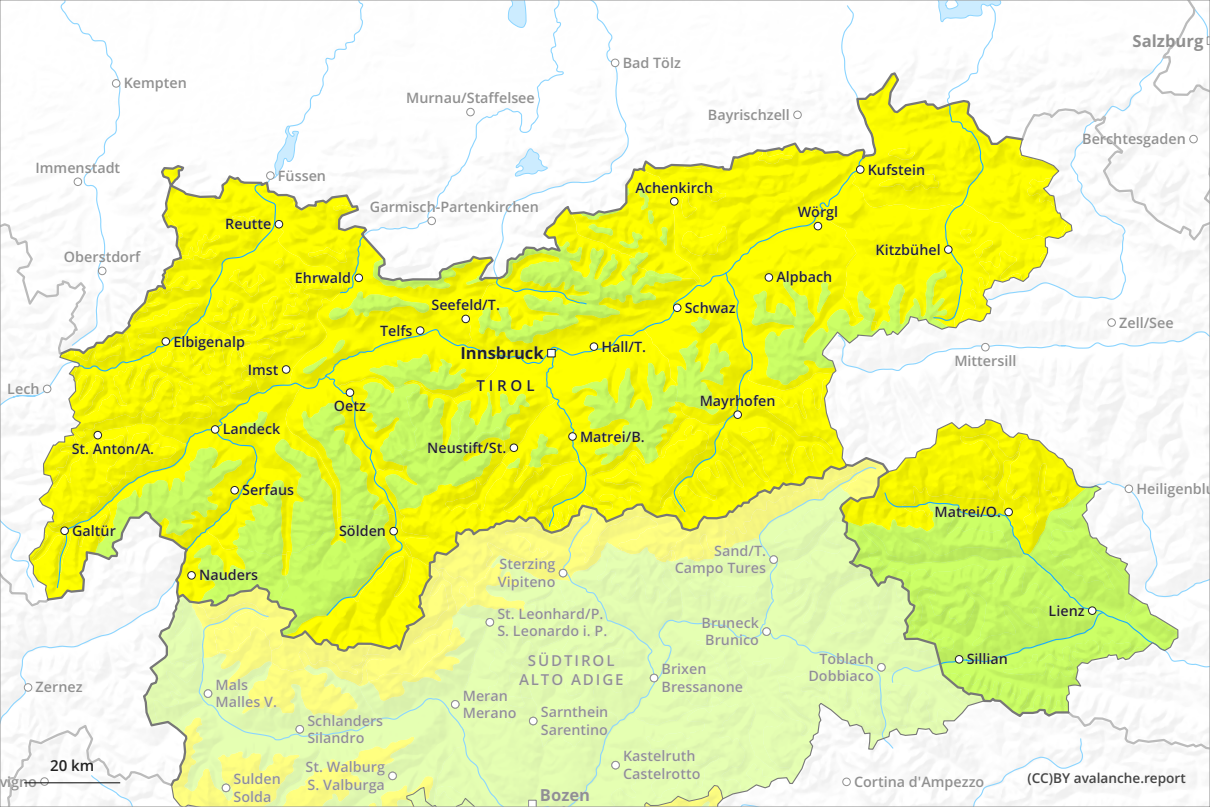 Salzburg
Bad Tölz
Kempten
Murnau/Staffelsee
Bayrischzell
Berchtesgaden
Immenstadt
Füssen
Kufstein
Achenkirch
Garmisch-Partenkirchen
Wörgl
Reutte
Kitzbühel
Oberstdorf
Ehrwald
Alpbach
Seefeld/T.
Schwaz
Zell/See
Telfs
Elbigenalp
Innsbruck
Hall/T.
Mittersill
Imst
TIROL
Lech
Oetz
Mayrhofen
Landeck
Matrei/B.
St. Anton/A.
Neustift/St.
Serfaus
Heiligenblu
Matrei/O.
Galtür
Sölden
Sand/T.
Campo Tures
Sterzing
Vipiteno
Nauders
Lienz
St. Leonhard/P.
S. Leonardo i. P.
Bruneck
Brunico
SÜDTIROL
ALTO ADIGE
Sillian
Toblach
Dobbiaco
Brixen
Bressanone
Zernez
Mals
Malles V.
Meran
Merano
Sarnthein
Sarentino
Schlanders
Silandro
Kastelruth
Castelrotto
20 km
St. Walburg
S. Valburga
Sulden
Solda
vigno
Cortina d'Ampezzo
(CC)BY avalanche.report
Bozen